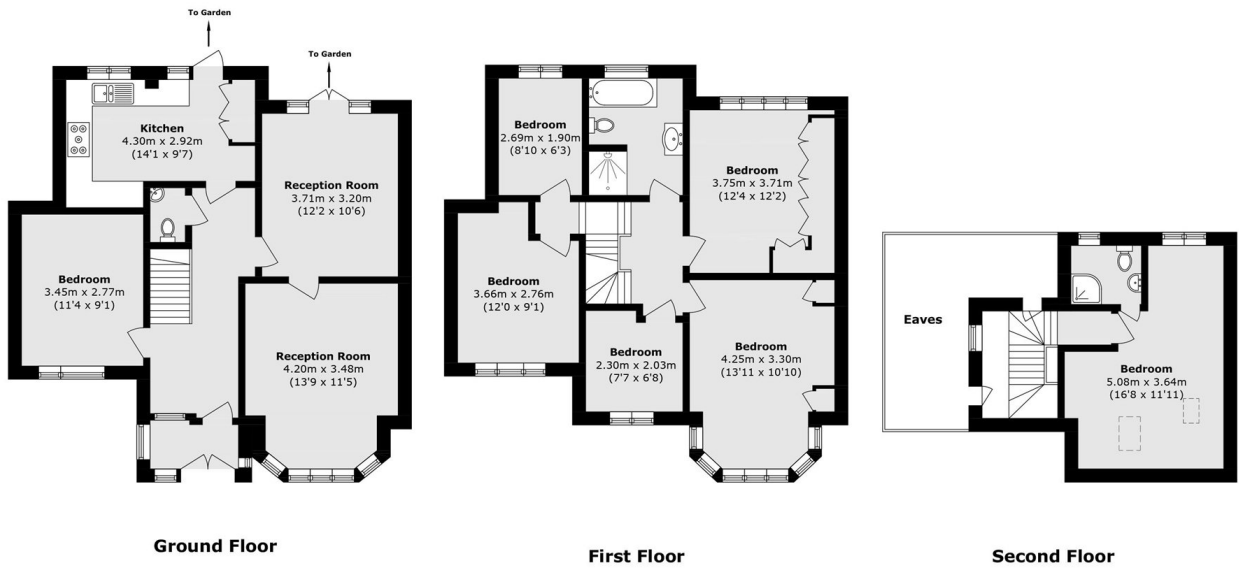 To Garden
To Garden
Kitchen
4.30m x 2.92m
(14'1 x 9'7)
Reception Room
3.71m x 3.20m
(12'2 x 10'6)
Bedroom
3.45m x 2.77m
(11'4 x 9'1)
Reception Room
4.20m x 3.48m
(13'9 x 11'5)
Ground Floor
Bedroom
2.69m x 1.90m
(8'10 x 6'3)
Bedroom
3.75m x 3.71m
(12'4 x 12'2)
Bedroom
3.66m x 2.76m
(12'0 x 9'1)
Bedroom
2.30m x 2.03m
(7'7 x 6'8)
Bedroom
4.25m x 3.30m
(13'11 x 10'10)
First Floor
Eaves
Bedroom
5.08m x 3.64m
(16'8 x 11'11)
Second Floor